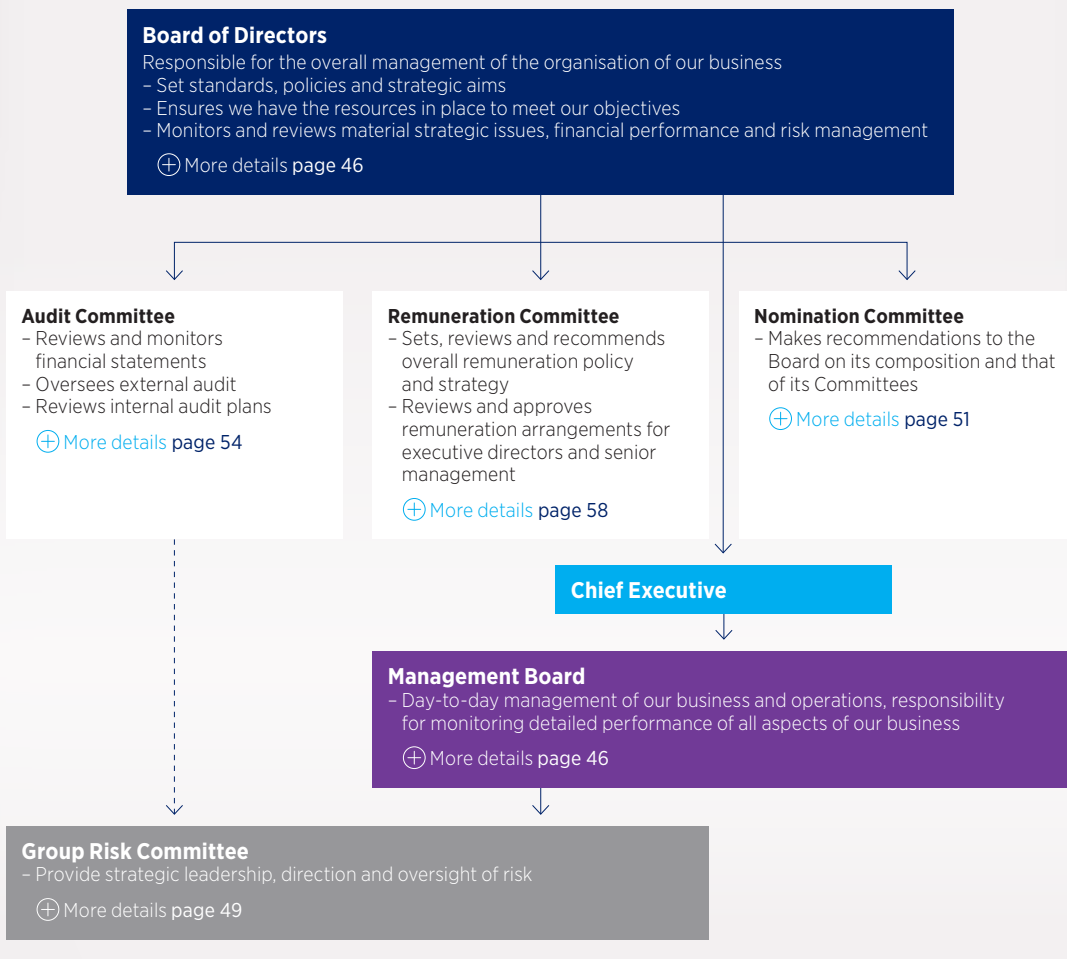 Board of Directors
Responsible for the overall management of the organisation of our business
– Set standards, policies and strategic aims
– Ensures we have the resources in place to meet our objectives
– Monitors and reviews material strategic issues, financial performance and risk management
More details page 46
Audit Committee
– Reviews and monitors
financial statements
– Oversees external audit
– Reviews internal audit plans
More details page 54
Remuneration Committee
– Sets, reviews and recommends
overall remuneration policy
and strategy
– Reviews and approves
remuneration arrangements for
executive directors and senior
management
More details page 58
Nomination Committee
– Makes recommendations to the
Board on its composition and that
of its Committees
More details page 51
Chief Executive
Management Board
– Day-to-day management of our business and operations, responsibility
for monitoring detailed performance of all aspects of our business
More details page 46
Group Risk Committee
– Provide strategic leadership, direction and oversight of risk
More details page 49